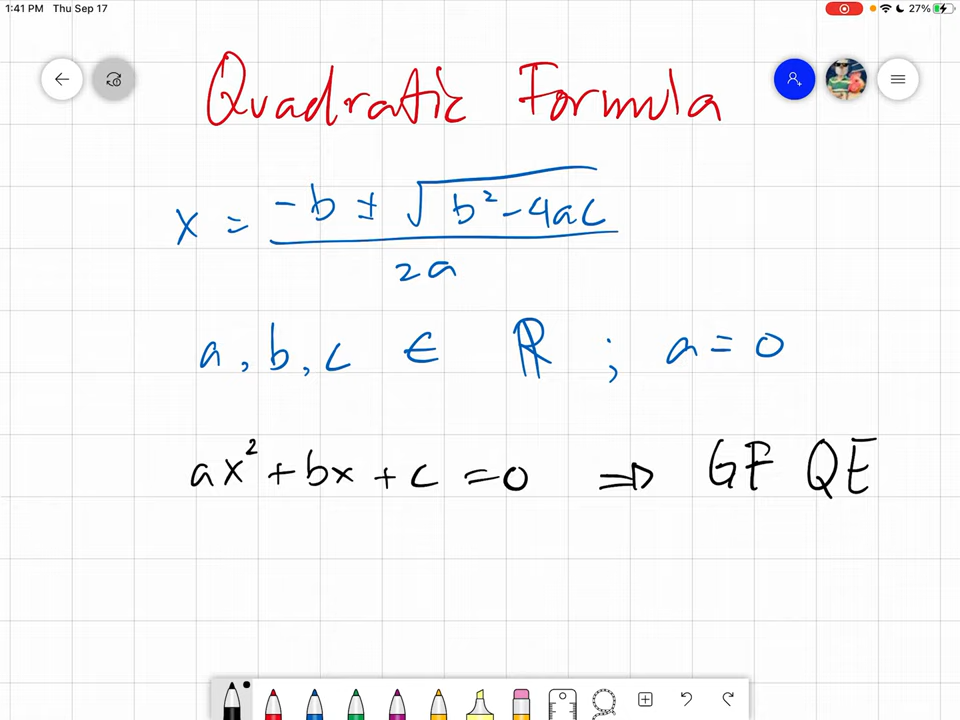 1:41 PM Thu Sep 17 27%
Quadratic Formula
x = -b ± √b² - 4ac
2a
a, b, c ∈ ℝ ; a = 0
ax² + bx + c = 0 ⇒ GF QE